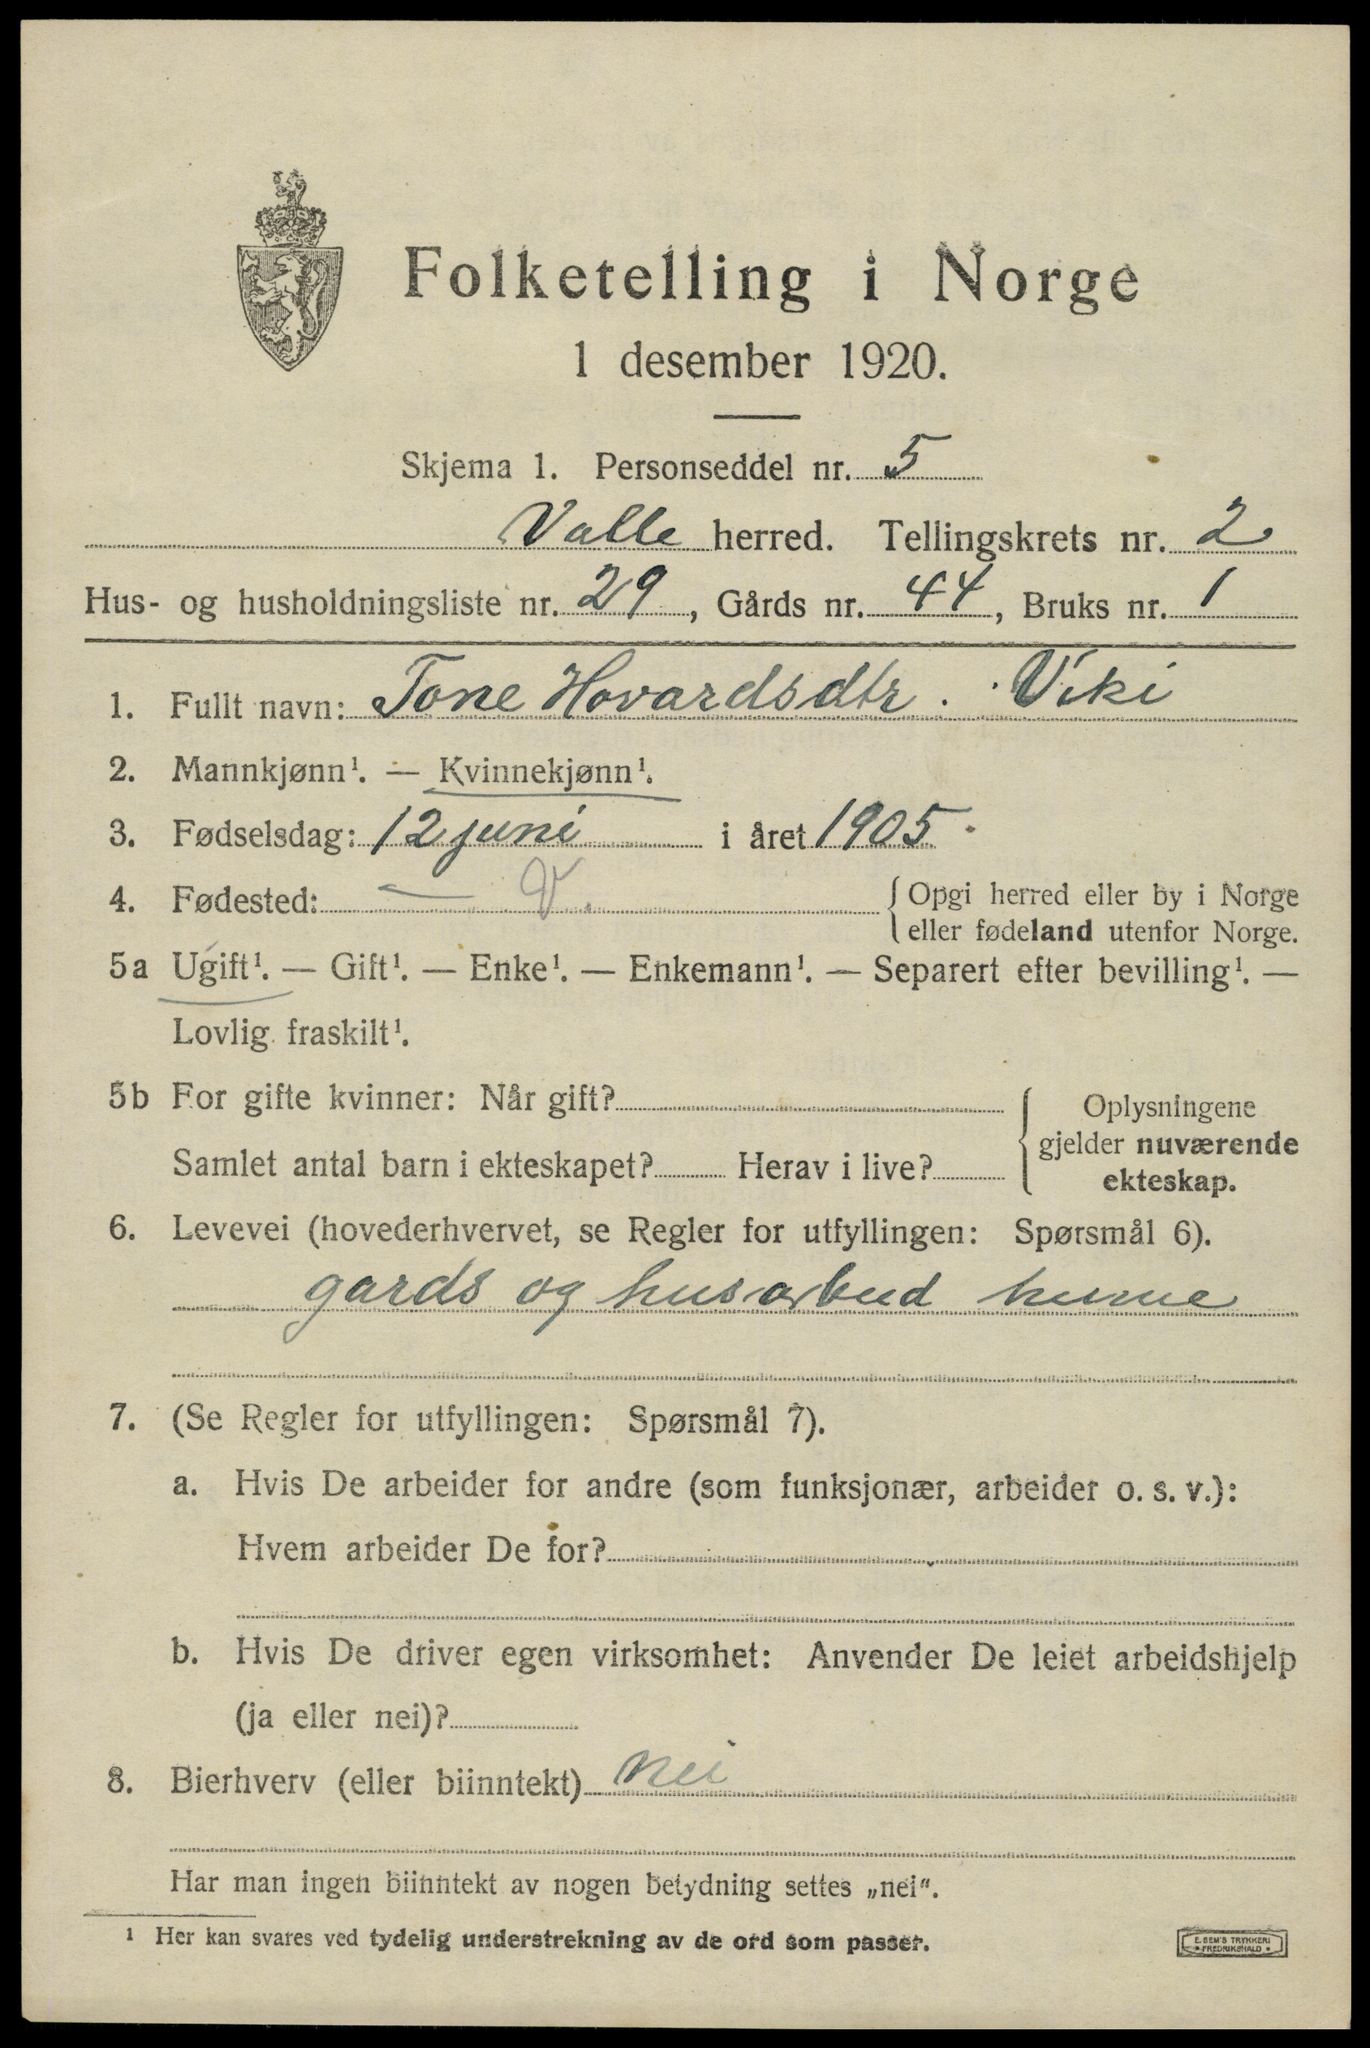 Folketelling i Norge
1 desember 1920.
Skjema 1. Personseddel nr. 5
Valle herred. Tellingskrets nr. 2
Hus- og husholdningsliste nr. 29, Gårds nr. 44, Bruks nr. 1
1. Fullt navn: Tone Hovardsdtr. Viki
2. Mannkjønn¹. — Kvinnekjønn¹.
3. Fødselsdag: 12 juni i året 1905.
4. Fødested: — V. { Opgi herred eller by i Norge
eller fødeland utenfor Norge.
5a Ugift¹. — Gift¹. — Enke¹. — Enkemann¹. — Separert efter bevilling¹. —
Lovlig fraskilt¹.
5b For gifte kvinner: Når gift?
Samlet antal barn i ekteskapet? Herav i live?
Oplysningene
gjelder nuværende
ekteskap.
6. Levevei (hovederhvervet, se Regler for utfyllingen: Spørsmål 6).
gards og husarbud
7. (Se Regler for utfyllingen: Spørsmål 7).
a. Hvis De arbeider for andre (som funksjonær, arbeider o. s. v.):
Hvem arbeider De for?
b. Hvis De driver egen virksomhet: Anvender De leiet arbeidshjelp
(ja eller nei)?
8. Bierhverv (eller biinntekt) Nei
Har man ingen biinntekt av nogen betydning settes „nei“.
¹ Her kan svares ved tydelig understrekning av de ord som passer.
E. SEM'S TRYKKERI
FREDRIKSHALD